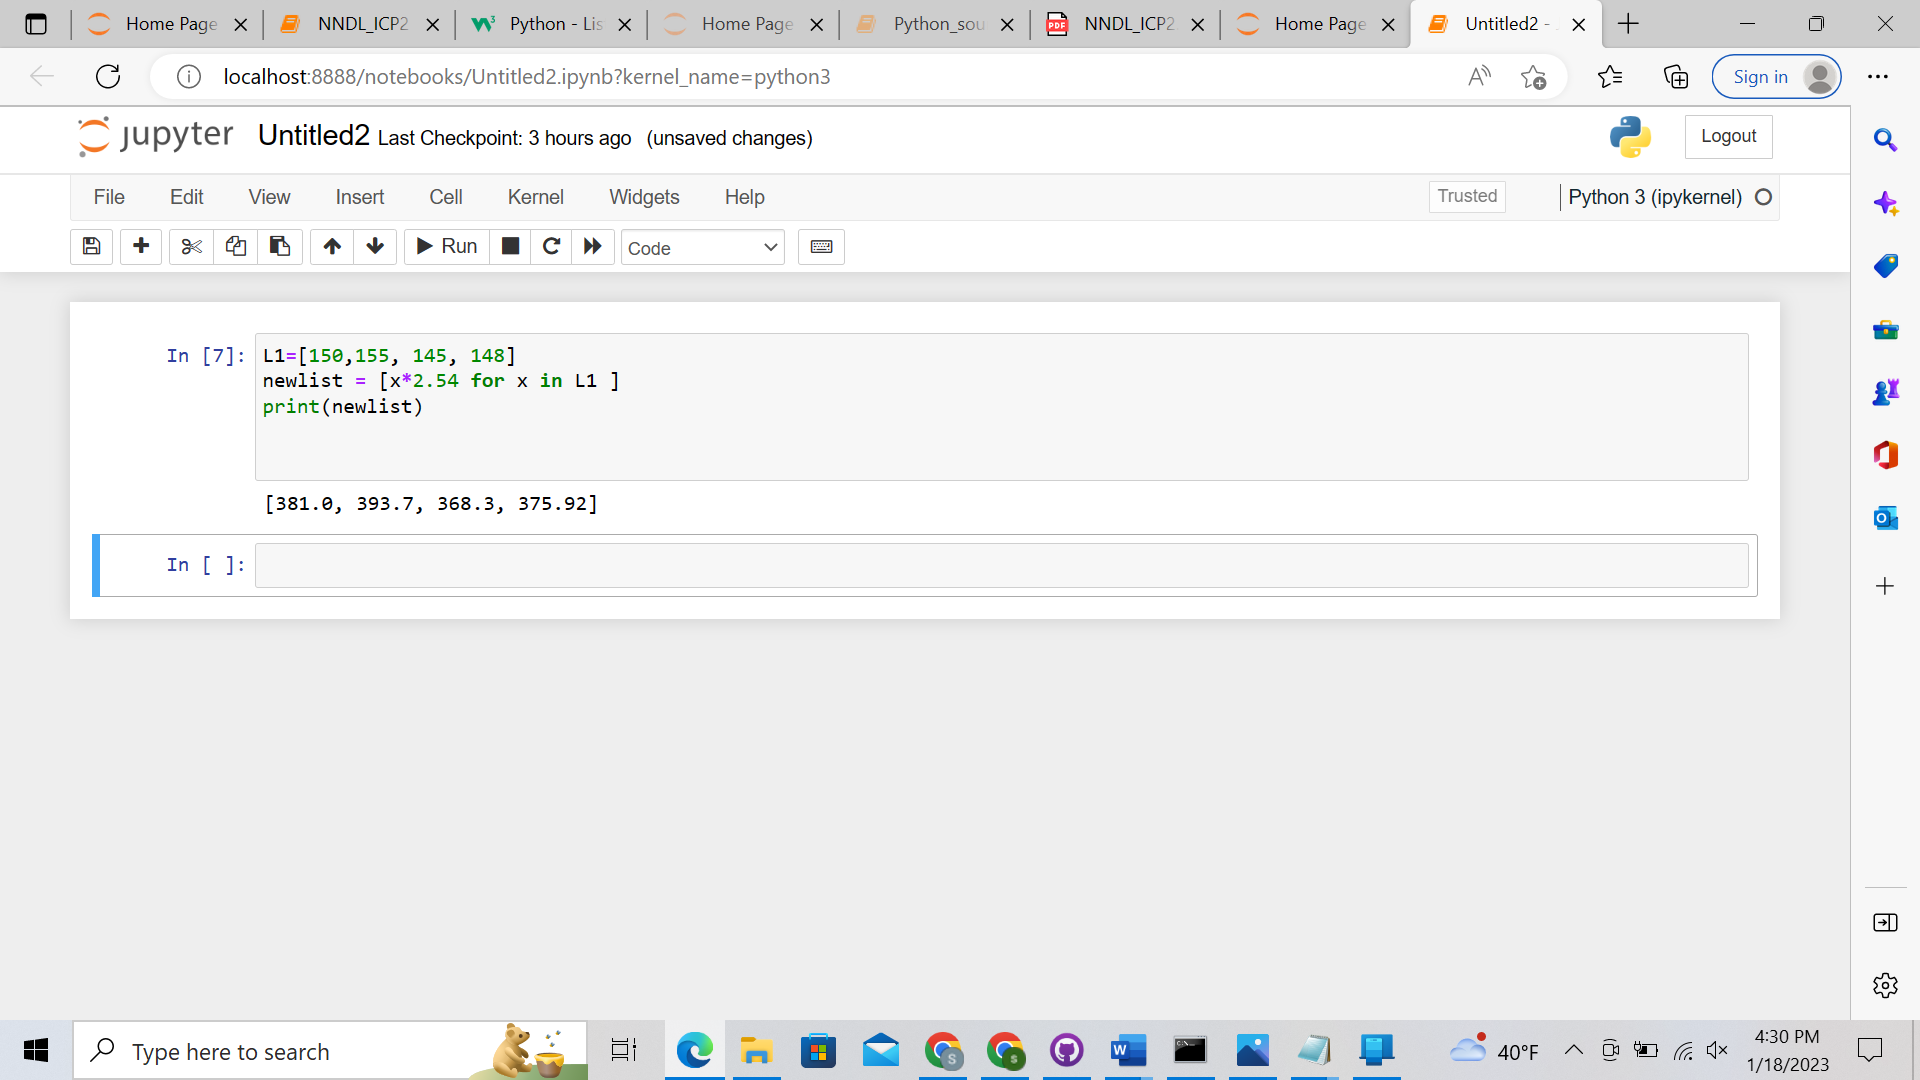 Home Page
NNDL_ICP2
Python - Lis
Home Page
Python_sou
PDF
NNDL_ICP2
Home Page
Untitled2 -
localhost:8888/notebooks/Untitled2.ipynb?kernel_name=python3
Sign in
jupyter Untitled2 Last Checkpoint: 3 hours ago (unsaved changes)
Logout
File Edit View Insert Cell Kernel Widgets Help
Trusted
Python 3 (ipykernel)
Run
Code
In [7]:
L1=[150,155, 145, 148]
newlist = [x*2.54 for x in L1 ]
print(newlist)
[381.0, 393.7, 368.3, 375.92]
In [ ]:
Type here to search
40°F
4:30 PM
1/18/2023